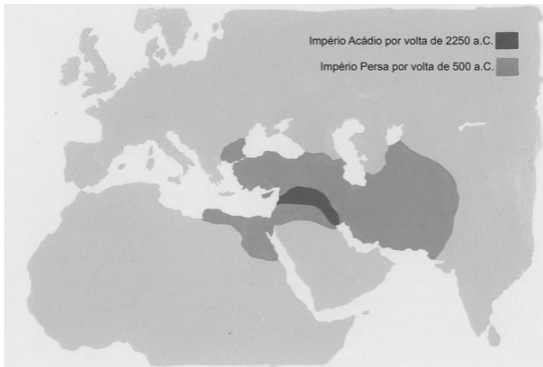 Império Acádio por volta de 2250 a.C.
Império Persa por volta de 500 a.C.